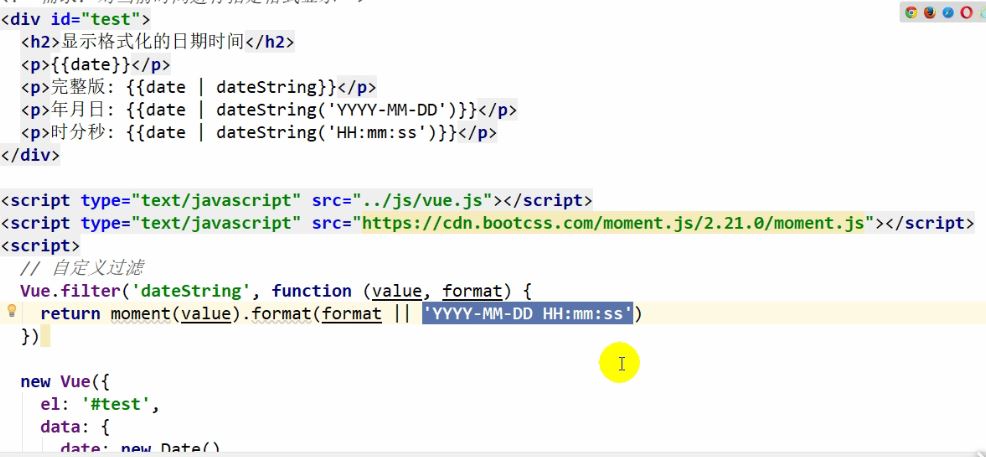 <div id="test">
<h2>显示格式化的日期时间</h2>
<p>{{date}}</p>
<p>完整版: {{date | dateString}}</p>
<p>年月日: {{date | dateString('YYYY-MM-DD')}}</p>
<p>时分秒: {{date | dateString('HH:mm:ss')}}</p>
</div>
<script type="text/javascript" src="../js/vue.js"></script>
<script type="text/javascript" src="https://cdn.bootcss.com/moment.js/2.21.0/moment.js"></script>
<script>
// 自定义过滤
Vue.filter('dateString', function (value, format) {
return moment(value).format(format || 'YYYY-MM-DD HH:mm:ss')
})
new Vue({
el: '#test',
data: {
date: new Date()